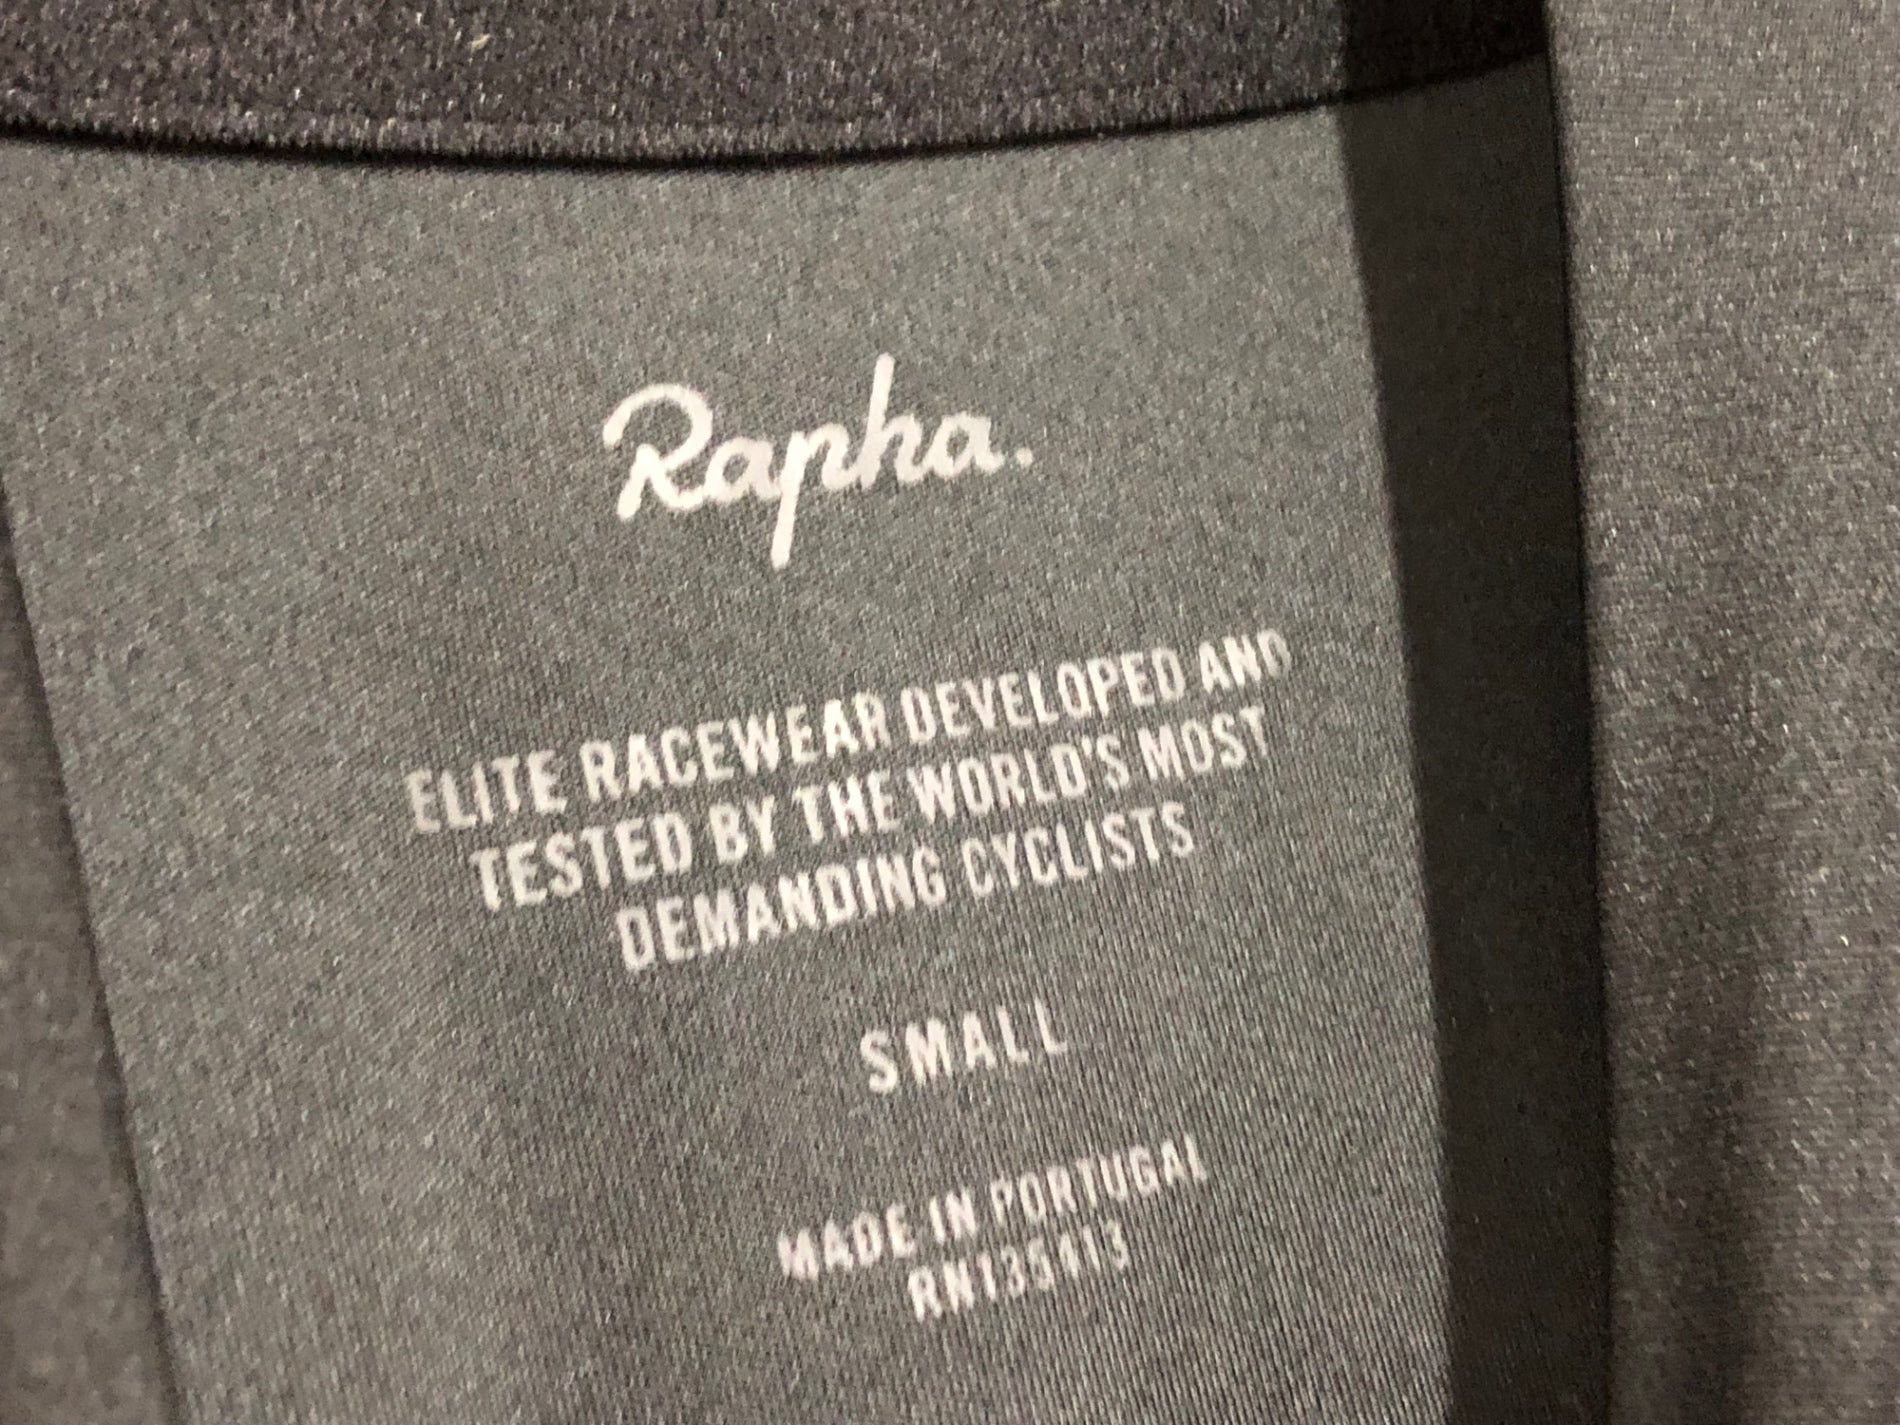 Rapha.
ELITE RACEWEAR DEVELOPED AND
TESTED BY THE WORLD'S MOST
DEMANDING CYCLISTS
SMALL
MADE IN PORTUGAL
RN135413